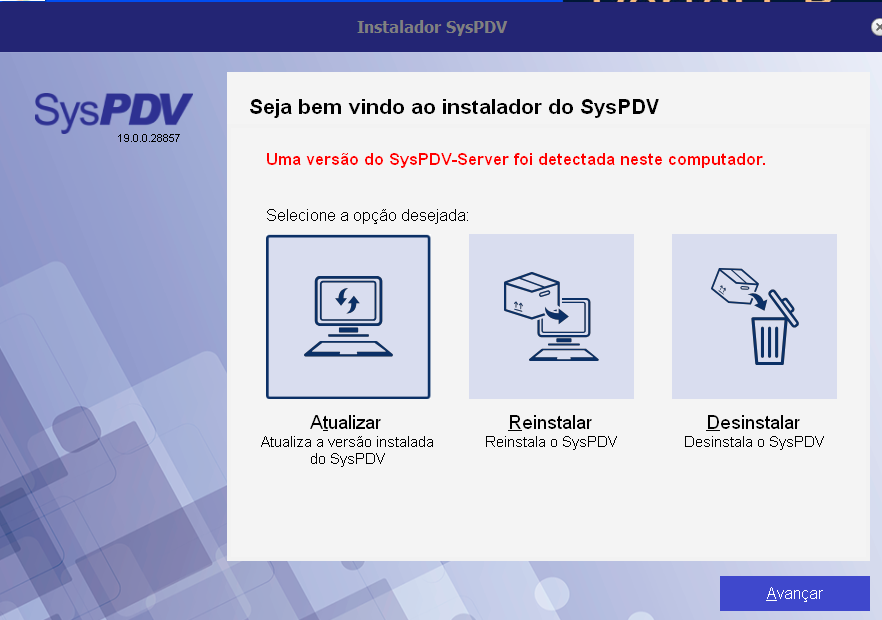 Instalador SysPDV
SysPDV
19.0.0.28857
Seja bem vindo ao instalador do SysPDV
Uma versão do SysPDV-Server foi detectada neste computador.
Selecione a opção desejada:
Atualizar
Atualiza a versão instalada
do SysPDV
Reinstalar
Reinstala o SysPDV
Desinstalar
Desinstala o SysPDV
Avançar